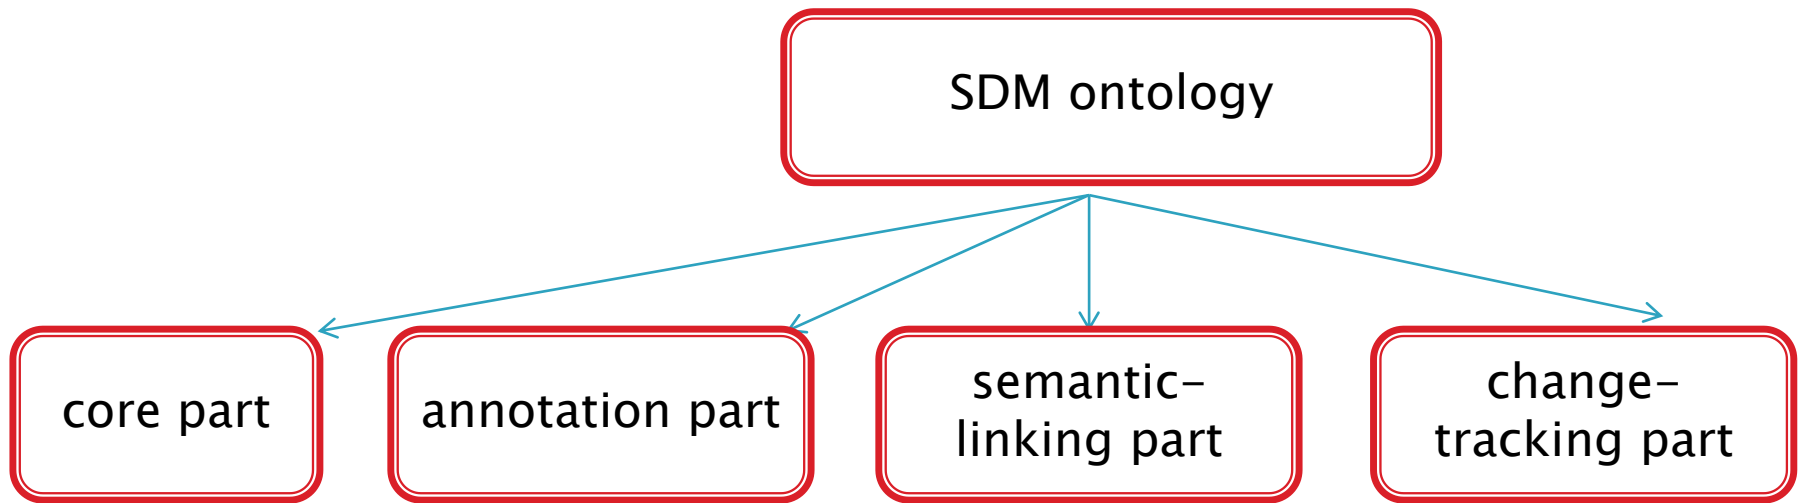 SDM ontology
core part
annotation part
semantic-
linking part
change-
tracking part